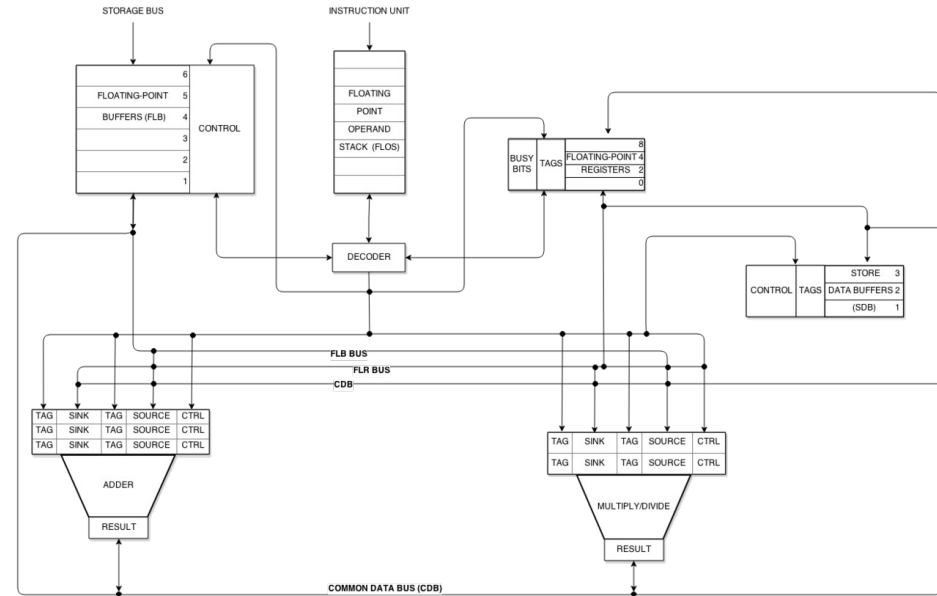 STORAGE BUS
INSTRUCTION UNIT
6
FLOATING-POINT 5
BUFFERS (FLB) 4
3
2
1
CONTROL
FLOATING
POINT
OPERAND
STACK (FLOS)
DECODER
BUSY
BITS
TAGS
8
FLOATING-POINT 4
REGISTERS 2
0
CONTROL
TAGS
STORE 3
DATA BUFFERS 2
(SDB) 1
FLB BUS
FLR BUS
CDB
TAG SINK TAG SOURCE CTRL
TAG SINK TAG SOURCE CTRL
TAG SINK TAG SOURCE CTRL
ADDER
RESULT
TAG SINK TAG SOURCE CTRL
TAG SINK TAG SOURCE CTRL
MULTIPLY/DIVIDE
RESULT
COMMON DATA BUS (CDB)